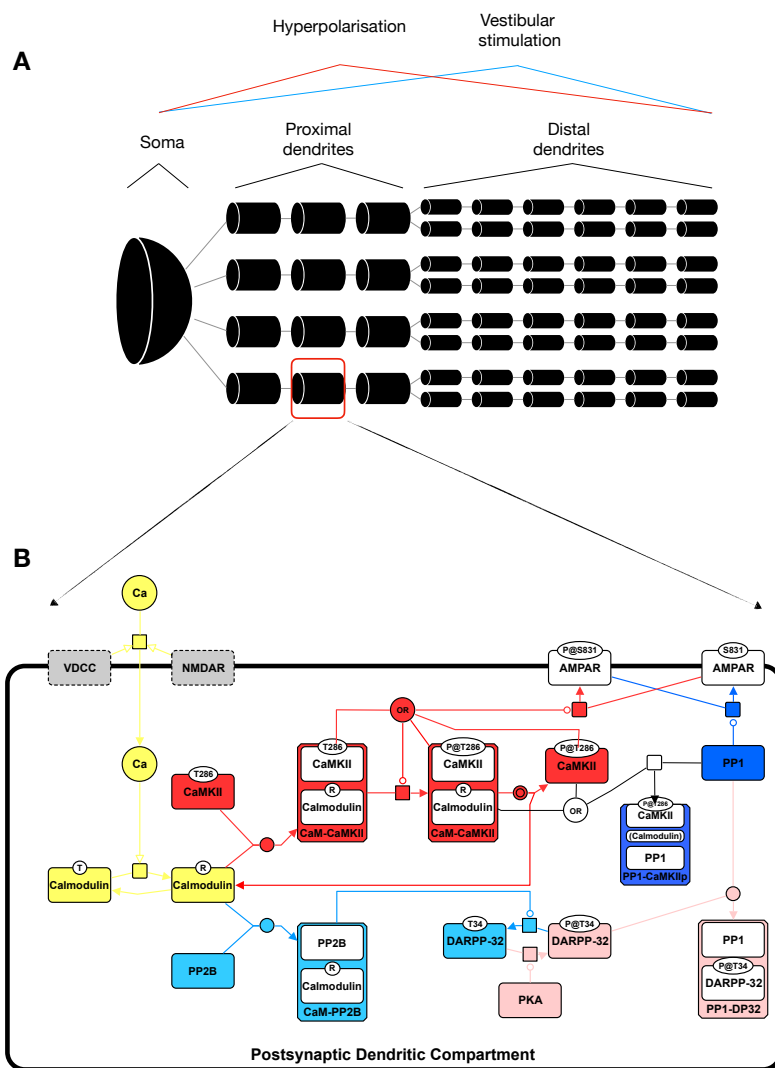 Hyperpolarisation
Vestibular
stimulation
A
Soma
Proximal
dendrites
Distal
dendrites
B
Ca
VDCC
NMDAR
P@S831
AMPAR
S831
AMPAR
OR
Ca
T286
CaMKII
T286
CaMKII
R
Calmodulin
CaM-CaMKII
P@T286
CaMKII
R
Calmodulin
CaM-CaMKII
P@T286
CaMKII
PP1
OR
P@T286
CaMKII
(Calmodulin)
PP1
PP1-CaMKIIp
T
Calmodulin
R
Calmodulin
PP2B
PP2B
R
Calmodulin
CaM-PP2B
T34
DARPP-32
P@T34
DARPP-32
PKA
PP1
P@T34
DARPP-32
PP1-DP32
Postsynaptic Dendritic Compartment